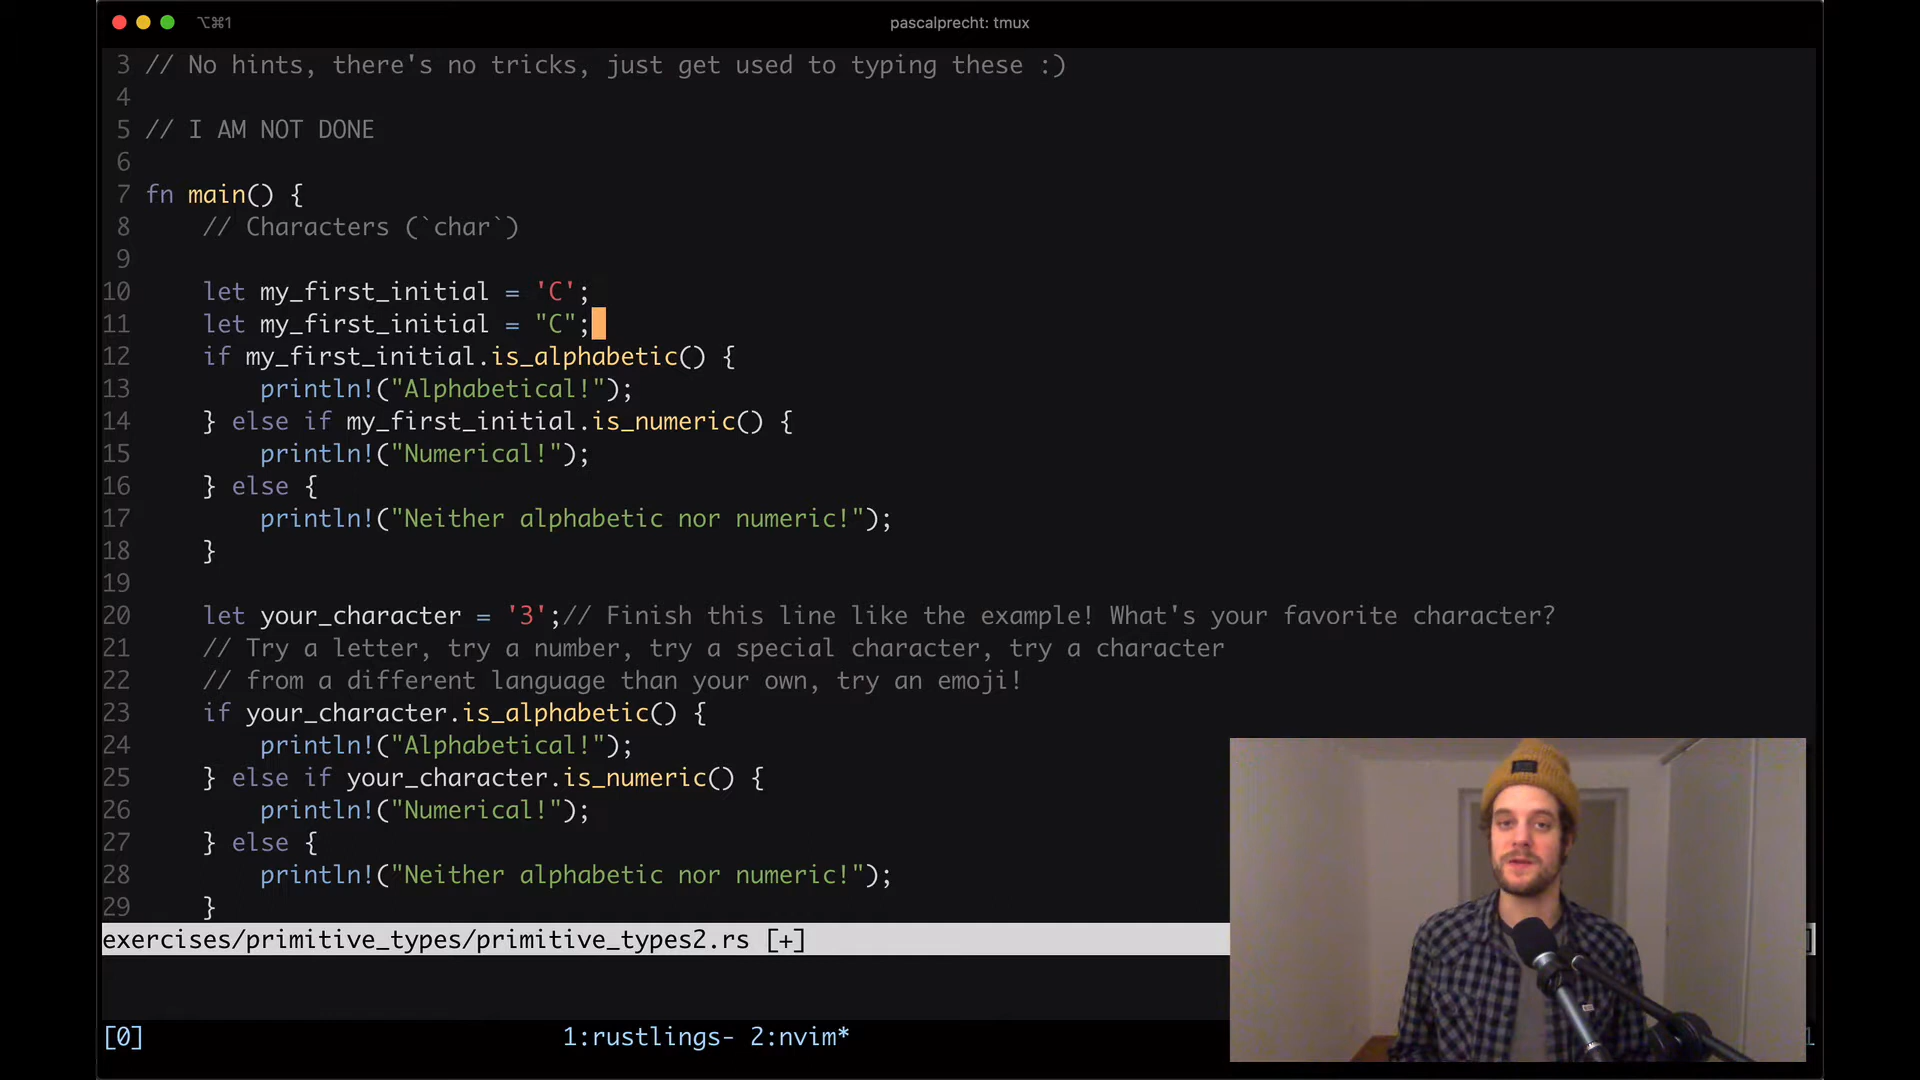 ⌥⌘1
pascalprecht: tmux
3 // No hints, there's no tricks, just get used to typing these :)
4
5 // I AM NOT DONE
6
7 fn main() {
8     // Characters (`char`)
9
10     let my_first_initial = 'C';
11     let my_first_initial = "C";
12     if my_first_initial.is_alphabetic() {
13         println!("Alphabetical!");
14     } else if my_first_initial.is_numeric() {
15         println!("Numerical!");
16     } else {
17         println!("Neither alphabetic nor numeric!");
18     }
19
20     let your_character = '3';// Finish this line like the example! What's your favorite character?
21     // Try a letter, try a number, try a special character, try a character
22     // from a different language than your own, try an emoji!
23     if your_character.is_alphabetic() {
24         println!("Alphabetical!");
25     } else if your_character.is_numeric() {
26         println!("Numerical!");
27     } else {
28         println!("Neither alphabetic nor numeric!");
29     }
exercises/primitive_types/primitive_types2.rs [+]
[0] 1:rustlings- 2:nvim*